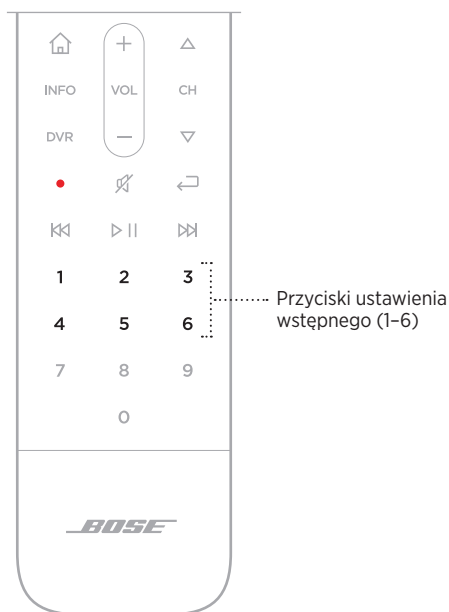 INFO VOL CH
DVR
1 2 3
4 5 6
7 8 9
0
Przyciski ustawienia
wstępnego (1–6)
BOSE